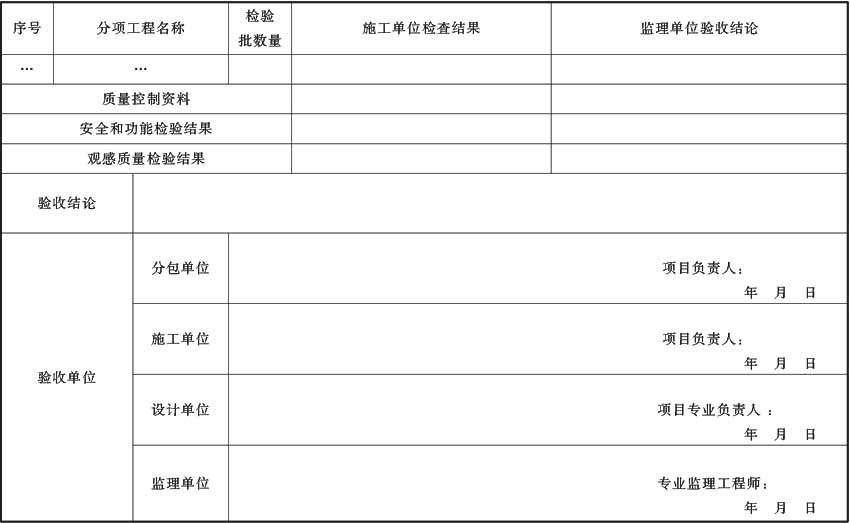 序号 分项工程名称 检验 批数量 施工单位检查结果 监理单位验收结论
… …
质量控制资料
安全和功能检验结果
观感质量检验结果
验收结论
验收单位
分包单位 项目负责人：
年 月 日
施工单位 项目负责人：
年 月 日
设计单位 项目专业负责人：
年 月 日
监理单位 专业监理工程师：
年 月 日